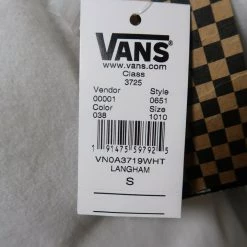 VANS
www.vans.com
Class
3725
Vendor Style
00001 0651
Color Size
038 1010
1 91475 59792 5
VN0A3719WHT
LANGHAM
S